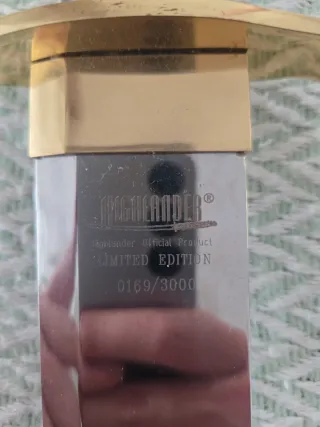 HIGHLANDER®
Highlander Official Product
LIMITED EDITION
0169/3000